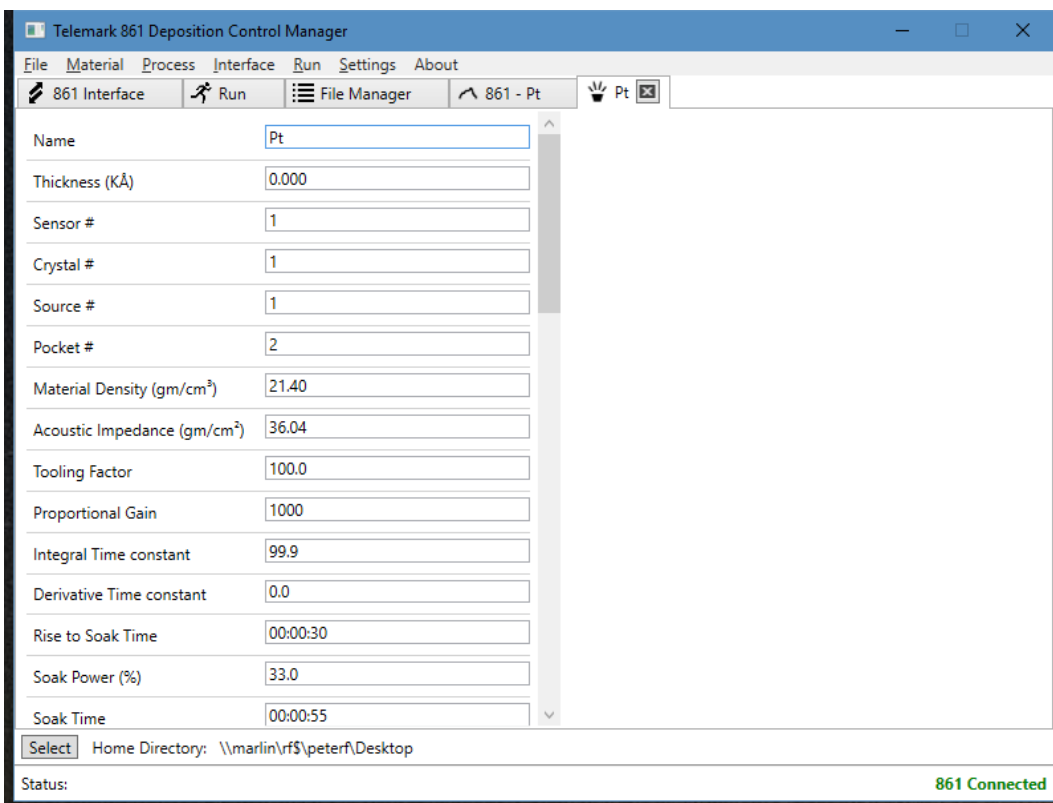 Telemark 861 Deposition Control Manager
File Material Process Interface Run Settings About
861 Interface Run File Manager 861 - Pt Pt
Name Pt
Thickness (KÅ) 0.000
Sensor # 1
Crystal # 1
Source # 1
Pocket # 2
Material Density (gm/cm³) 21.40
Acoustic Impedance (gm/cm²) 36.04
Tooling Factor 100.0
Proportional Gain 1000
Integral Time constant 99.9
Derivative Time constant 0.0
Rise to Soak Time 00:00:30
Soak Power (%) 33.0
Soak Time 00:00:55
Select Home Directory: \\marlin\rf$\peterf\Desktop
Status: 861 Connected